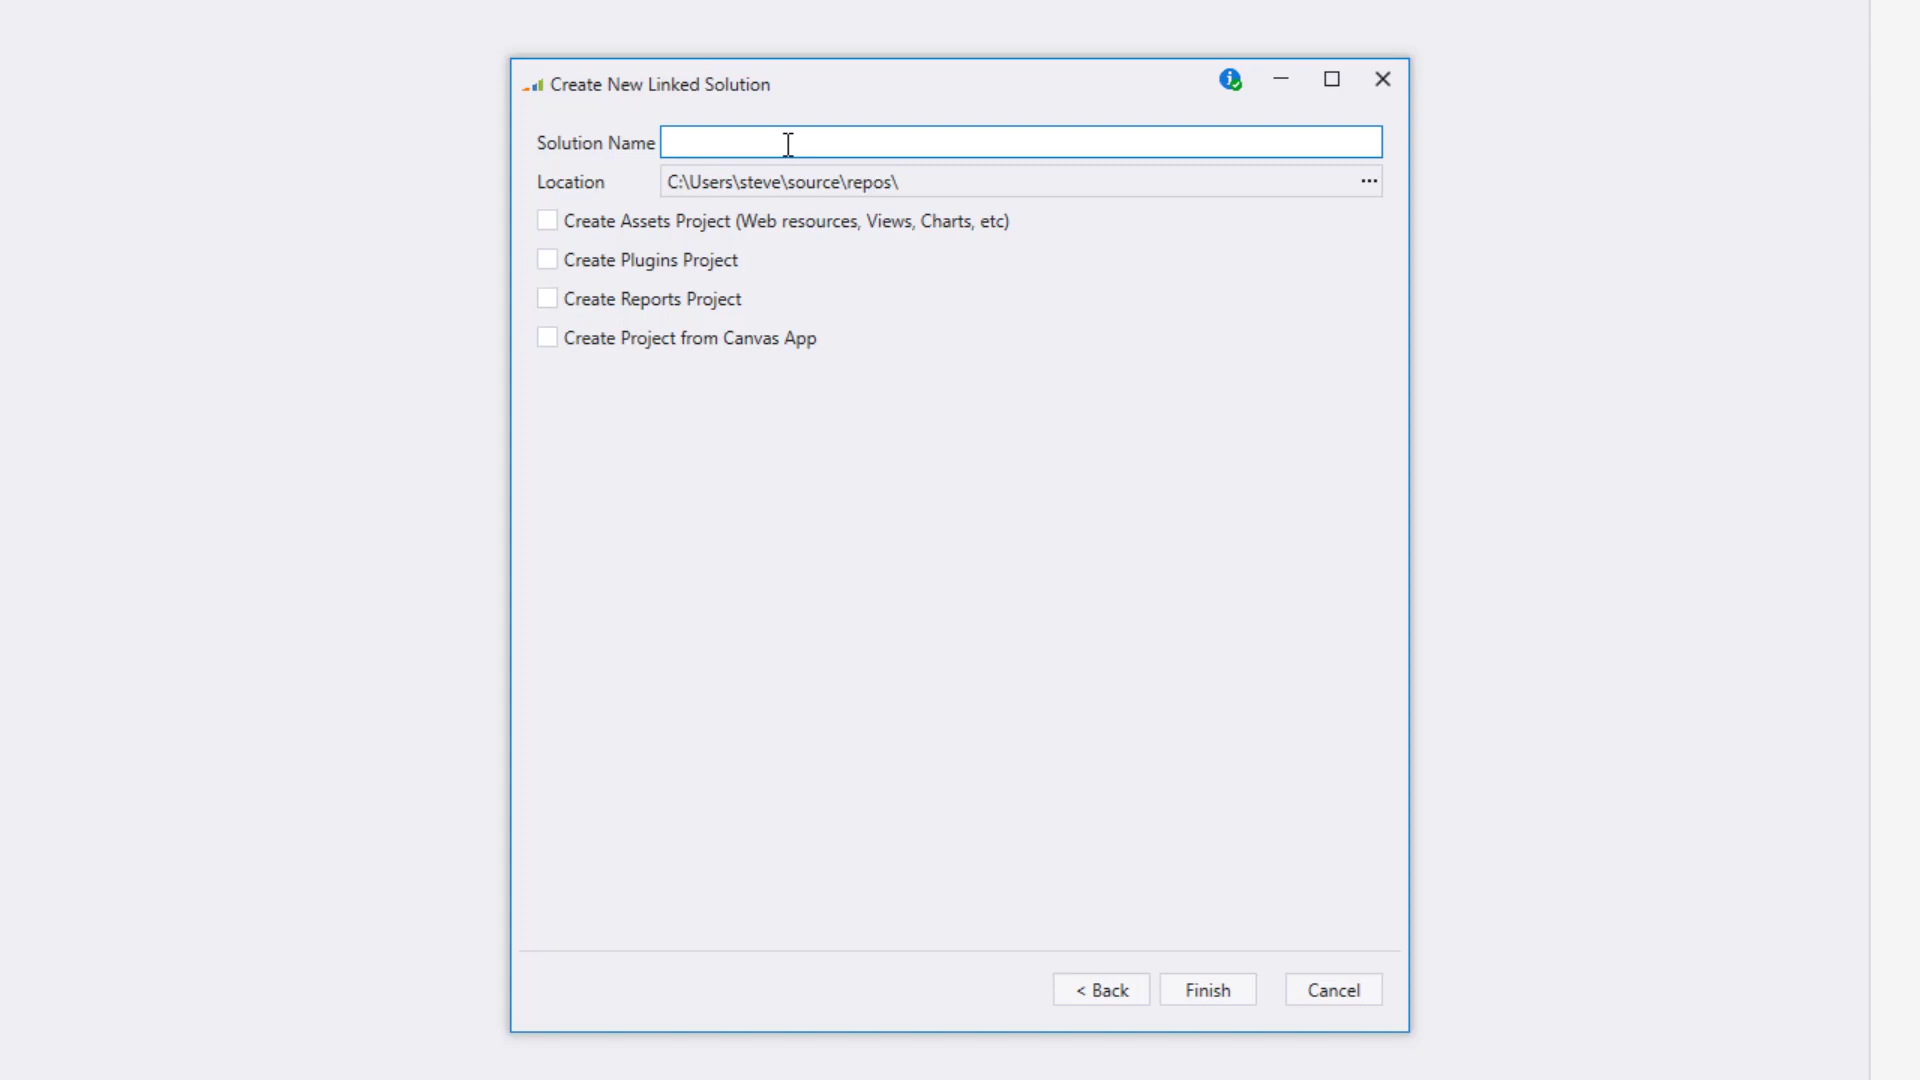 Create New Linked Solution
Solution Name
Location C:\Users\steve\source\repos\ ...
Create Assets Project (Web resources, Views, Charts, etc)
Create Plugins Project
Create Reports Project
Create Project from Canvas App
< Back Finish Cancel